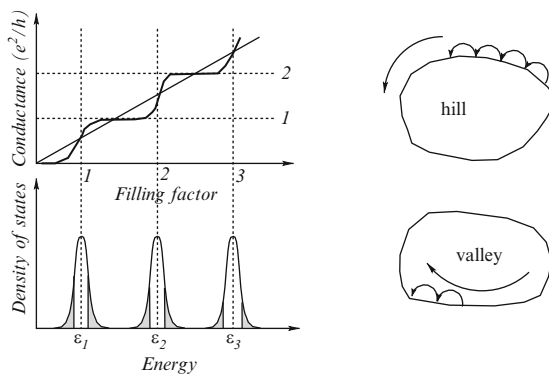 Conductance (e²/h)
2
1
1 2 3
Filling factor
hill
Density of states
valley
ε₁ ε₂ ε₃
Energy